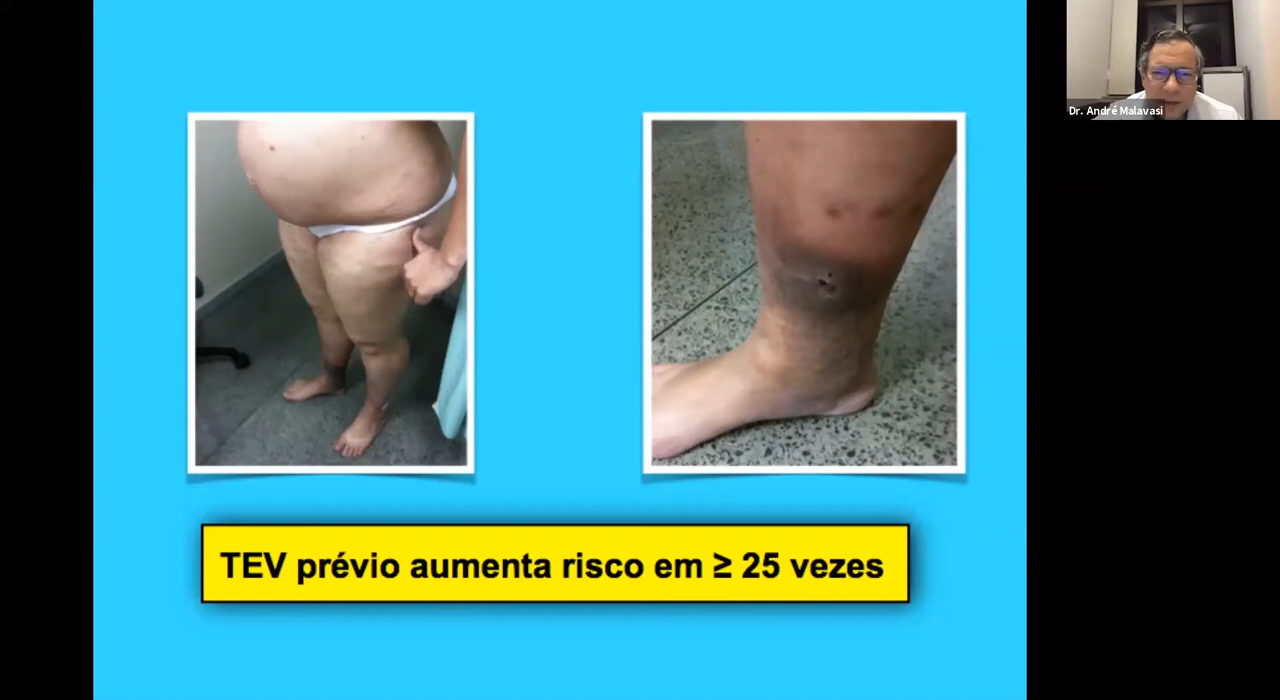 Dr. André Malavasi
TEV prévio aumenta risco em ≥ 25 vezes